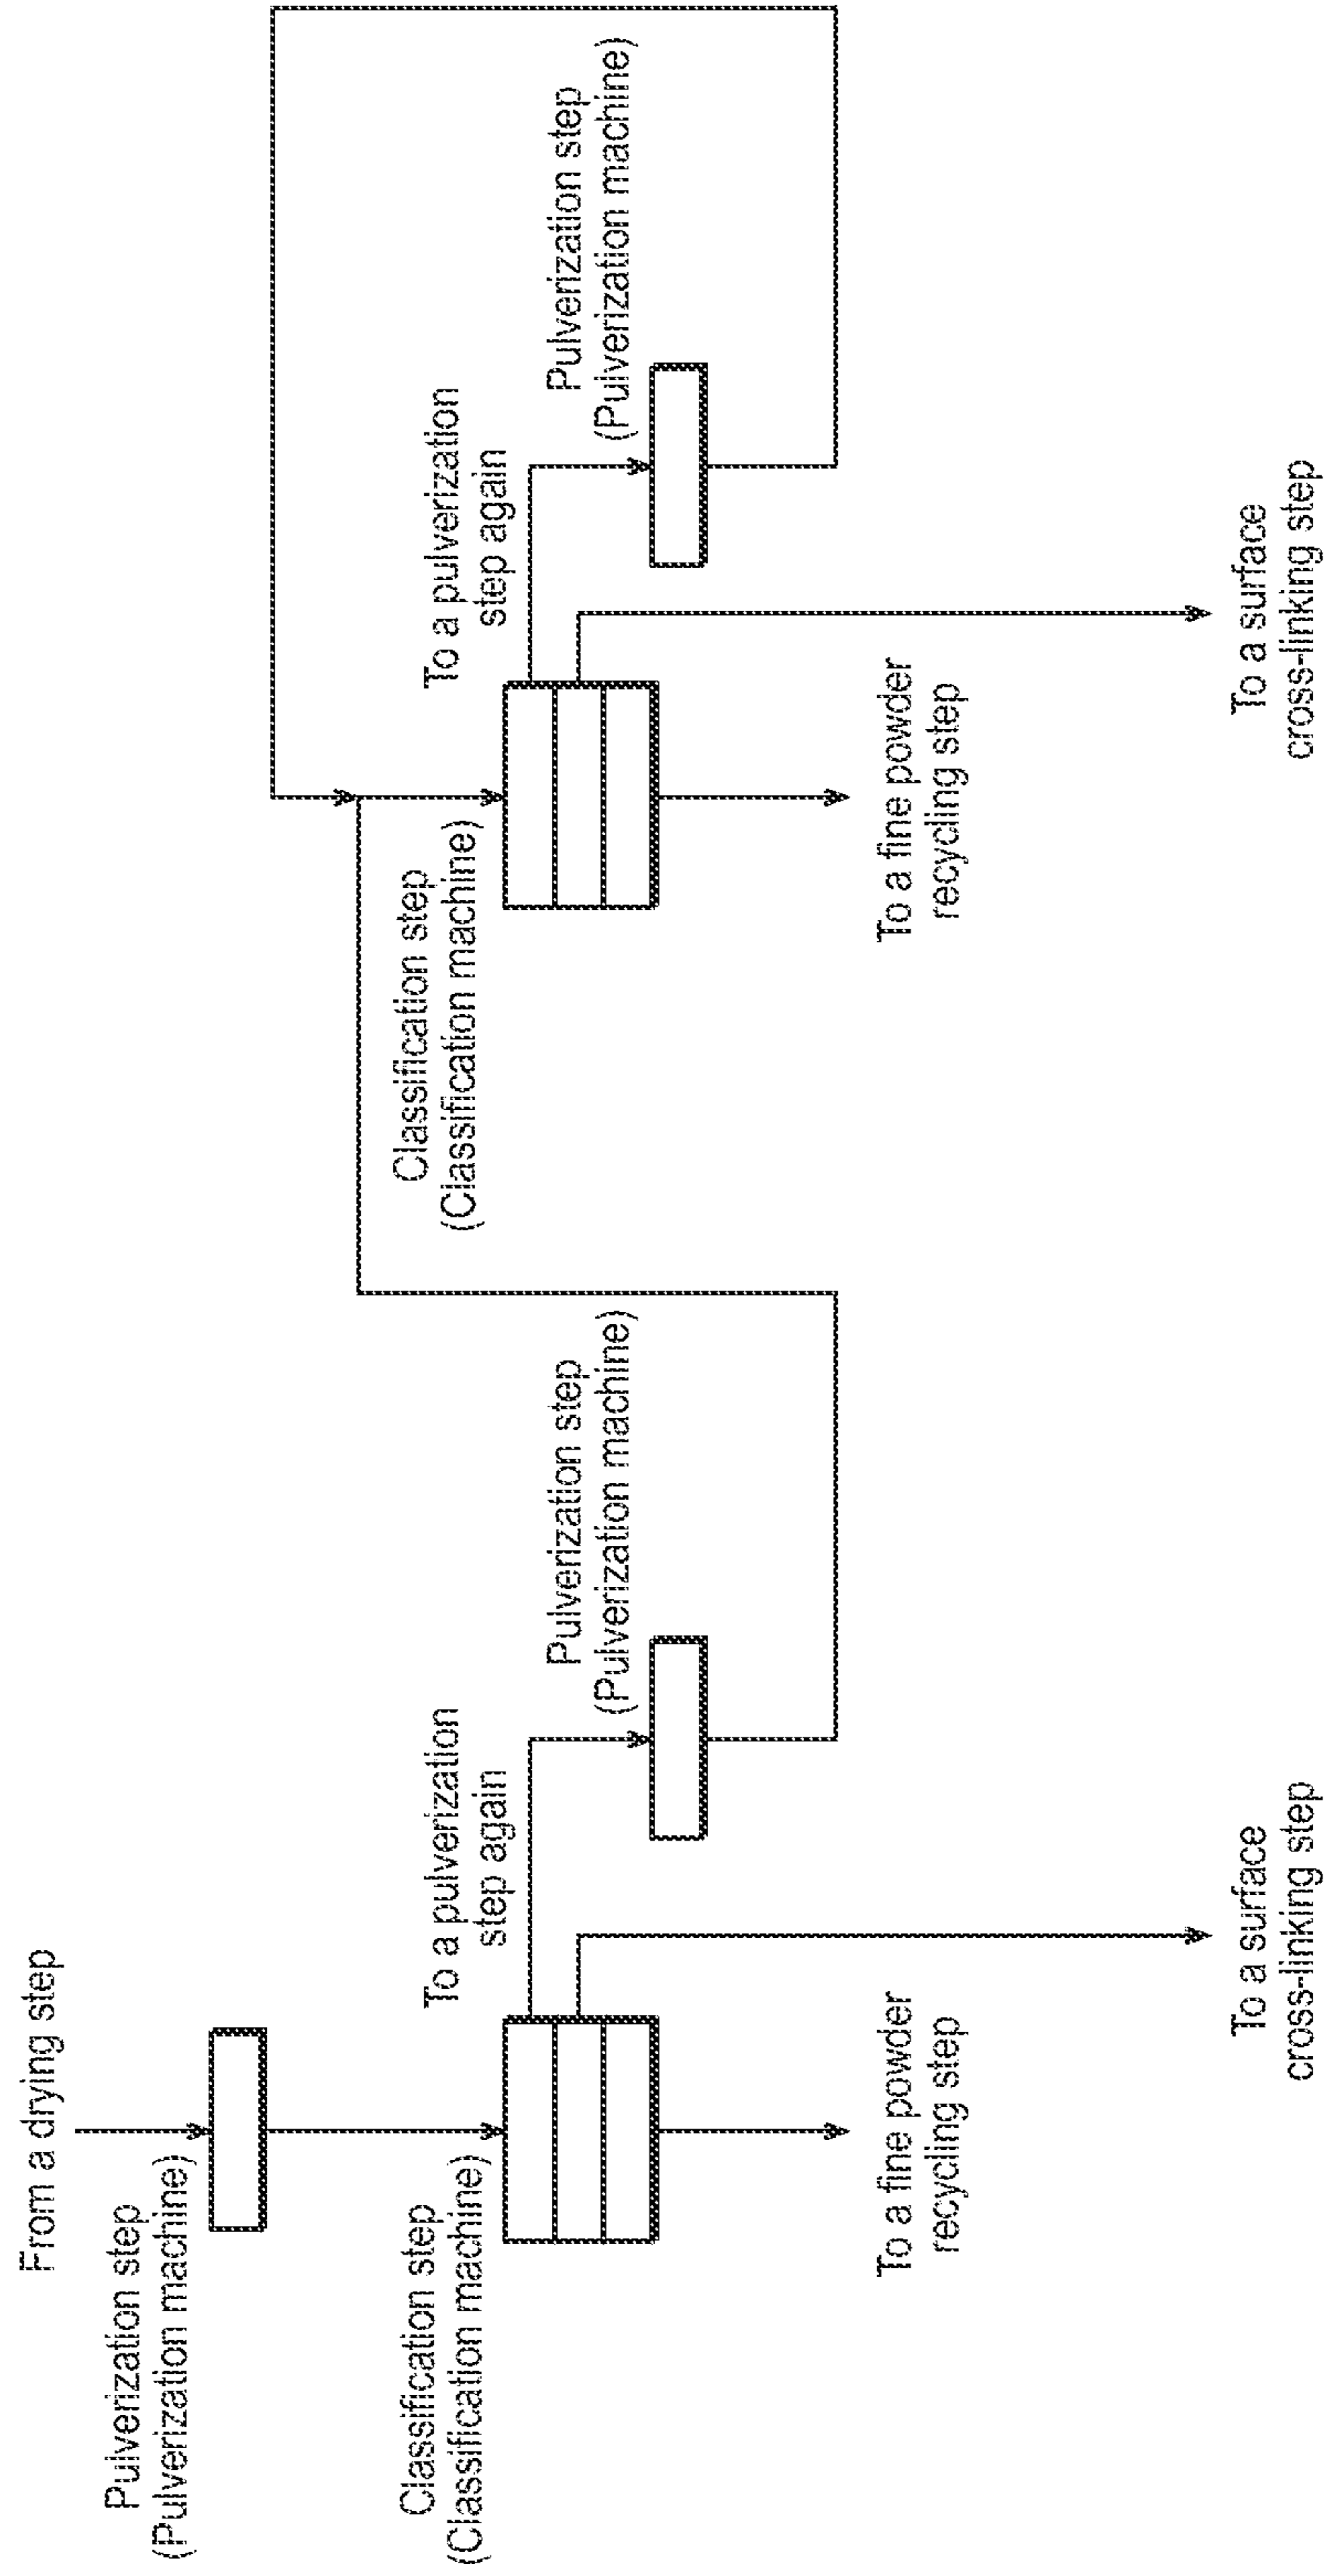 From a drying step
Pulverization step
(Pulverization machine)
Classification step
(Classification machine)
To a pulverization
step again
Pulverization step
(Pulverization machine)
To a fine powder
recycling step
To a surface
cross-linking step
Classification step
(Classification machine)
To a pulverization
step again
Pulverization step
(Pulverization machine)
To a fine powder
recycling step
To a surface
cross-linking step